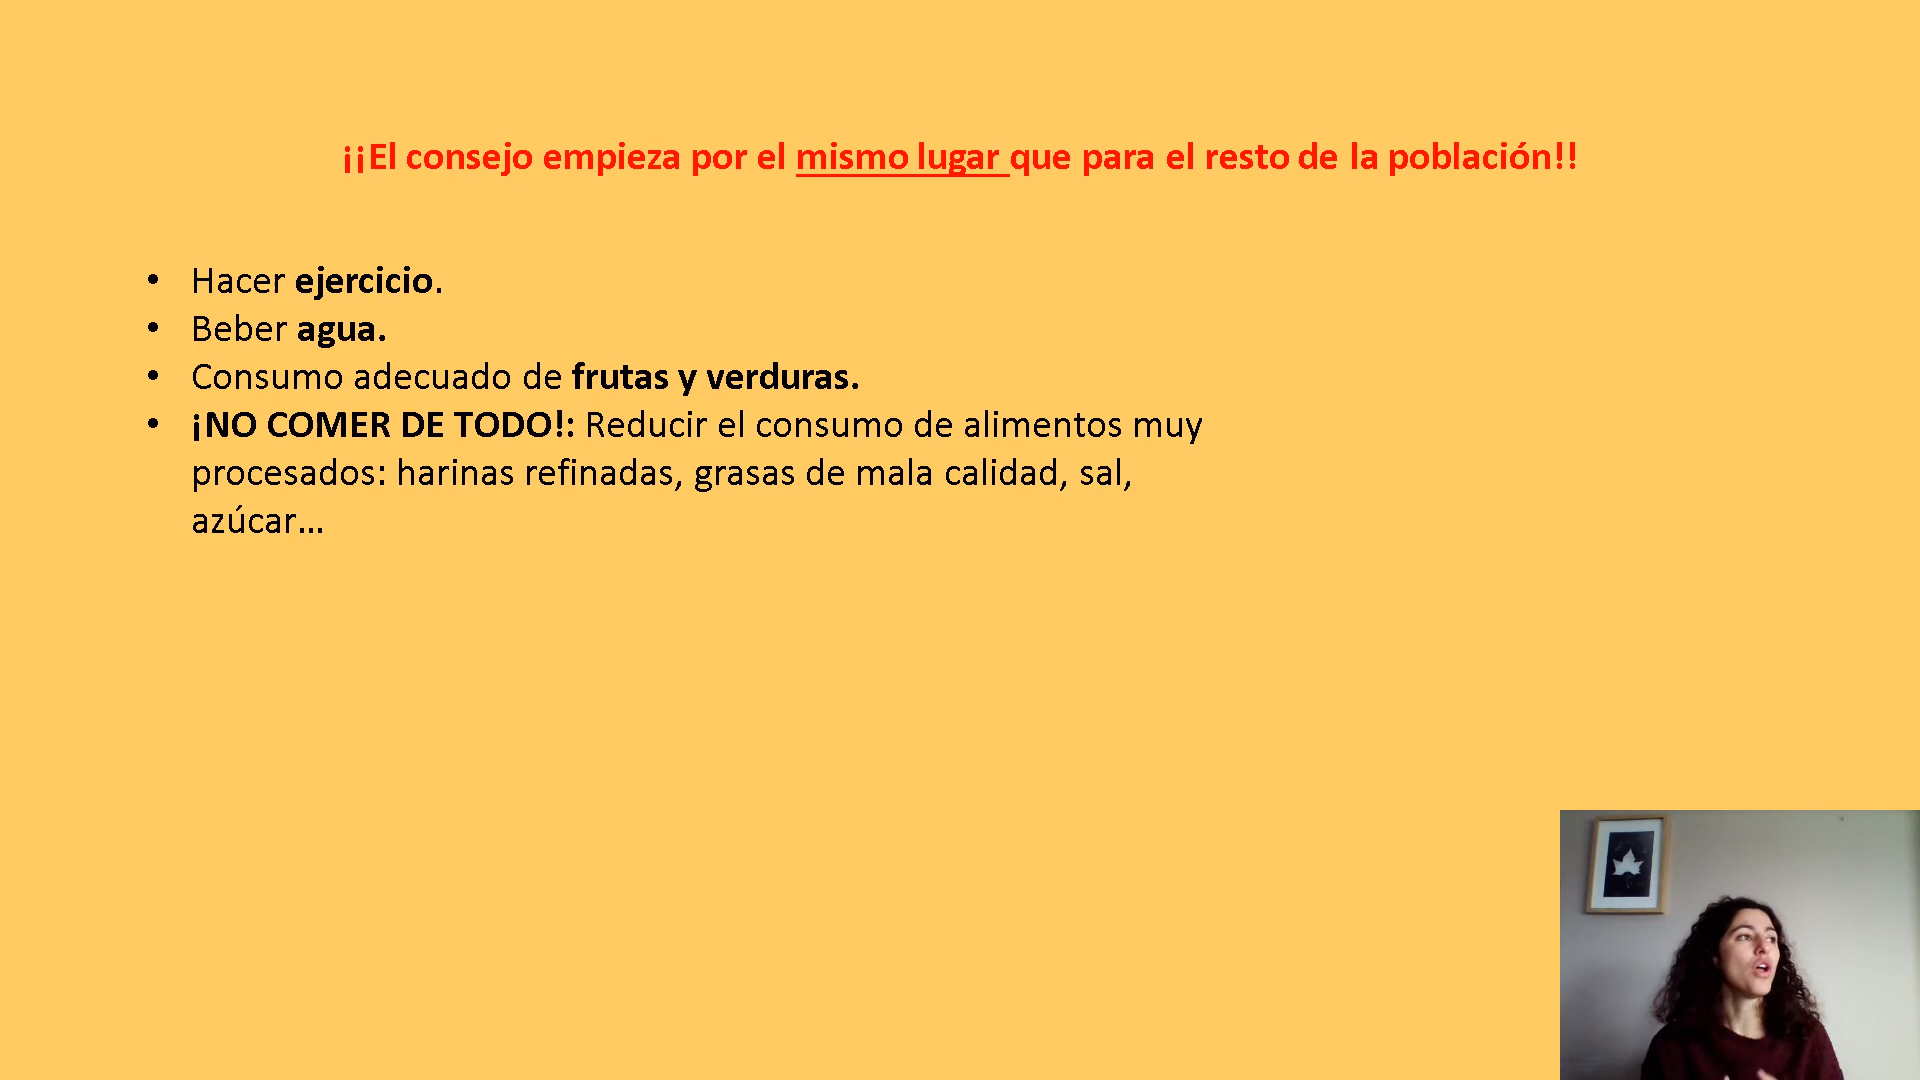 ¡¡El consejo empieza por el mismo lugar que para el resto de la población!!
• Hacer ejercicio.
• Beber agua.
• Consumo adecuado de frutas y verduras.
• ¡NO COMER DE TODO!: Reducir el consumo de alimentos muy
procesados: harinas refinadas, grasas de mala calidad, sal,
azúcar...